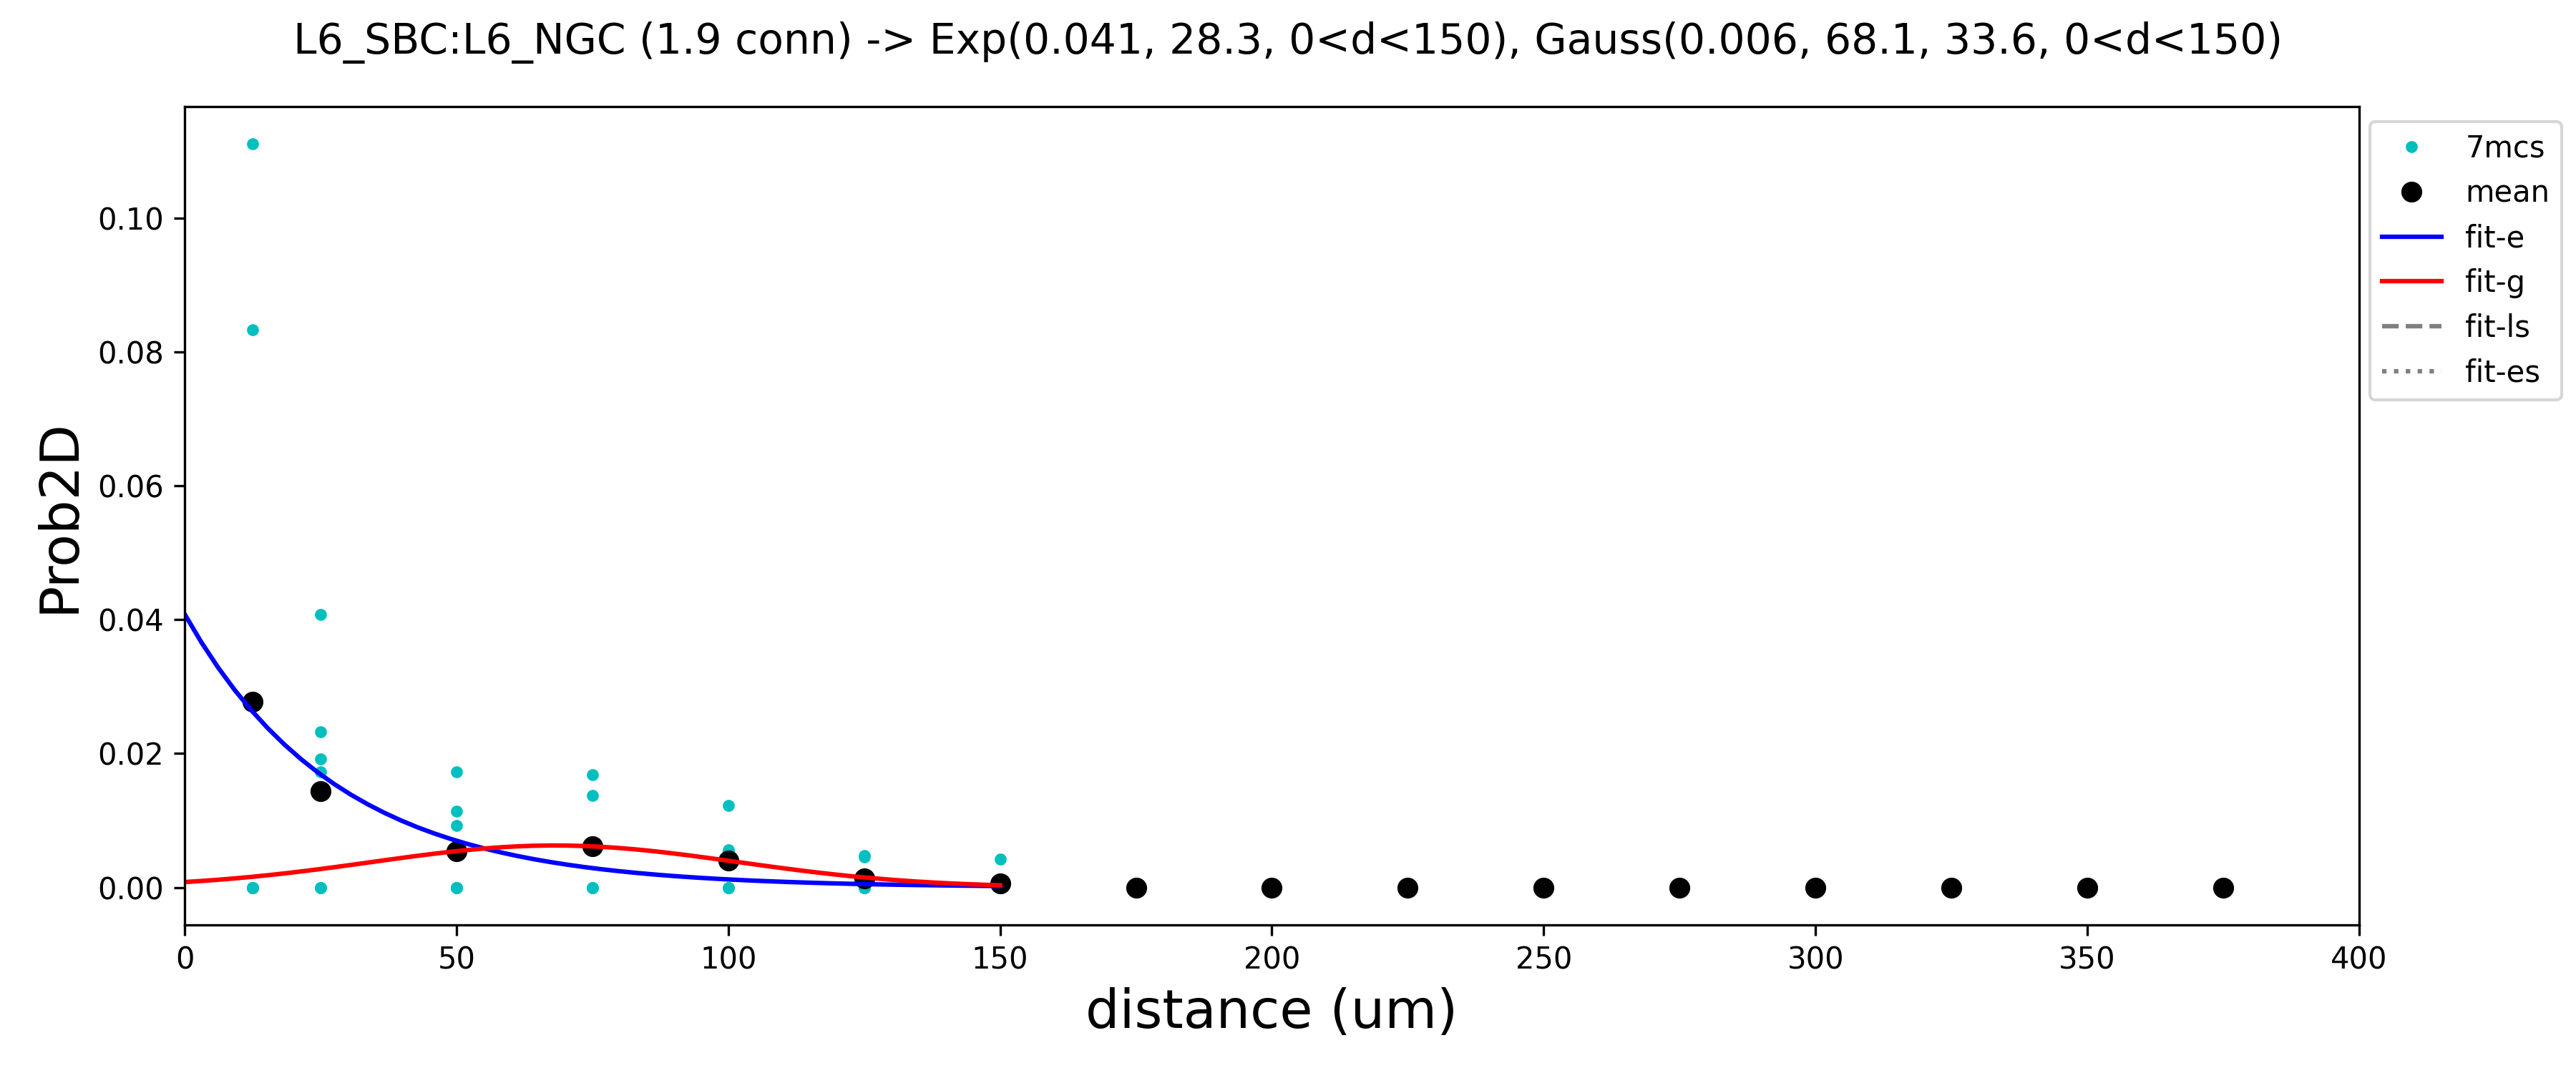 L6_SBC:L6_NGC (1.9 conn) -> Exp(0.041, 28.3, 0<d<150), Gauss(0.006, 68.1, 33.6, 0<d<150)
7mcs
mean
fit-e
fit-g
fit-ls
fit-es
Prob2D
0.10
0.08
0.06
0.04
0.02
0.00
0 50 100 150 200 250 300 350 400
distance (um)